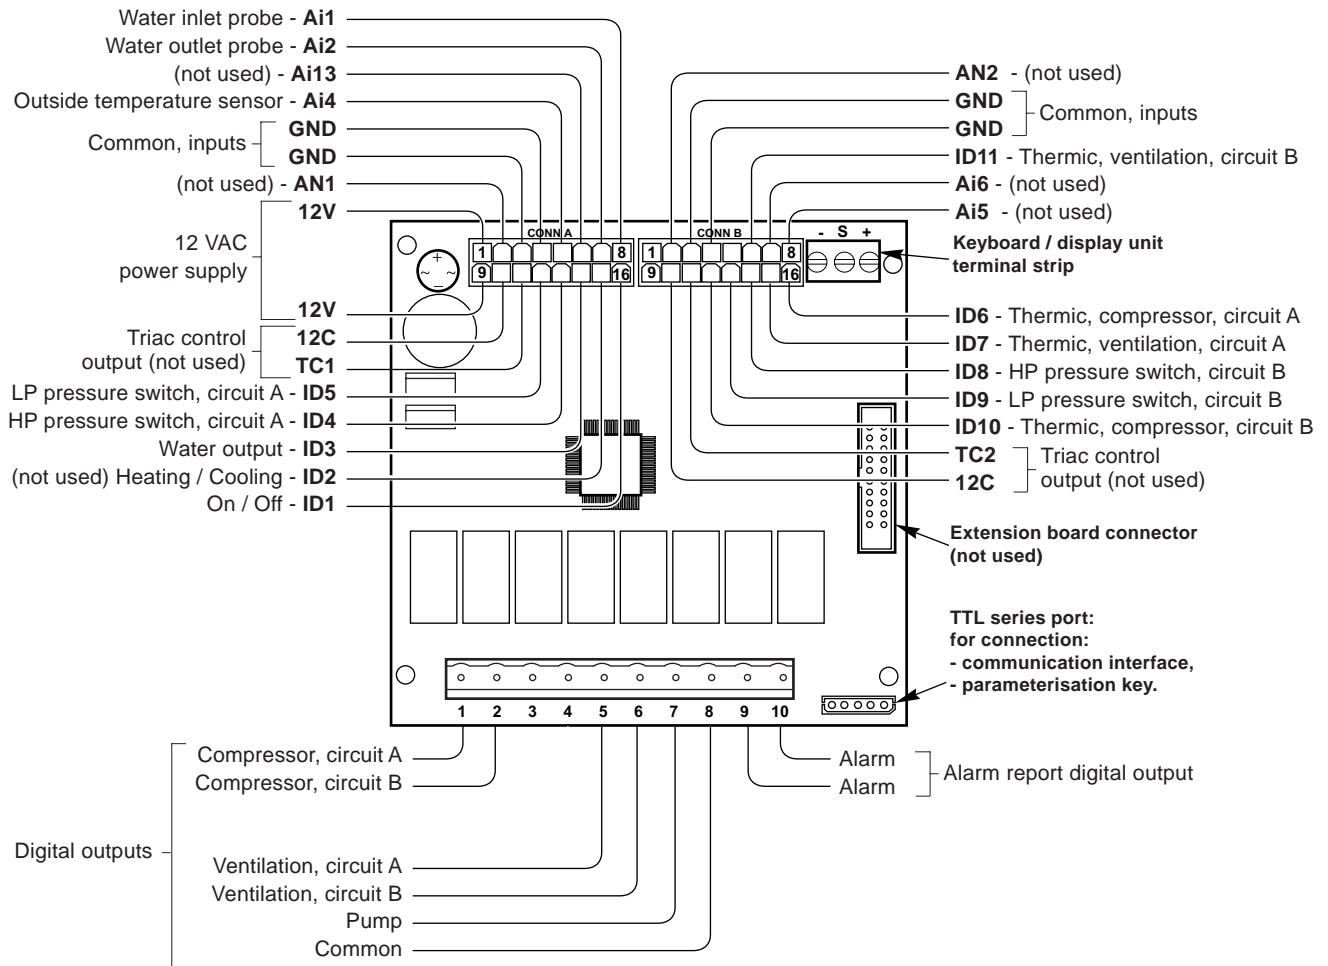 Water inlet probe - Ai1
Water outlet probe - Ai2
(not used) - Ai13
Outside temperature sensor - Ai4
GND
Common, inputs
GND
(not used) - AN1
12V
12 VAC
power supply
12V
Triac control
output (not used)
12C
TC1
LP pressure switch, circuit A - ID5
HP pressure switch, circuit A - ID4
Water output - ID3
(not used) Heating / Cooling - ID2
On / Off - ID1
CONN A
1 8
9 16
CONN B
1 8
9 16
- S +
+
~ ~
-
AN2 - (not used)
GND
Common, inputs
GND
ID11 - Thermic, ventilation, circuit B
Ai6 - (not used)
Ai5 - (not used)
Keyboard / display unit
terminal strip
ID6 - Thermic, compressor, circuit A
ID7 - Thermic, ventilation, circuit A
ID8 - HP pressure switch, circuit B
ID9 - LP pressure switch, circuit B
ID10 - Thermic, compressor, circuit B
TC2
12C
Triac control
output (not used)
Extension board connector
(not used)
TTL series port:
for connection:
- communication interface,
- parameterisation key.
1 2 3 4 5 6 7 8 9 10
Compressor, circuit A
Compressor, circuit B
Digital outputs
Ventilation, circuit A
Ventilation, circuit B
Pump
Common
Alarm
Alarm
Alarm report digital output